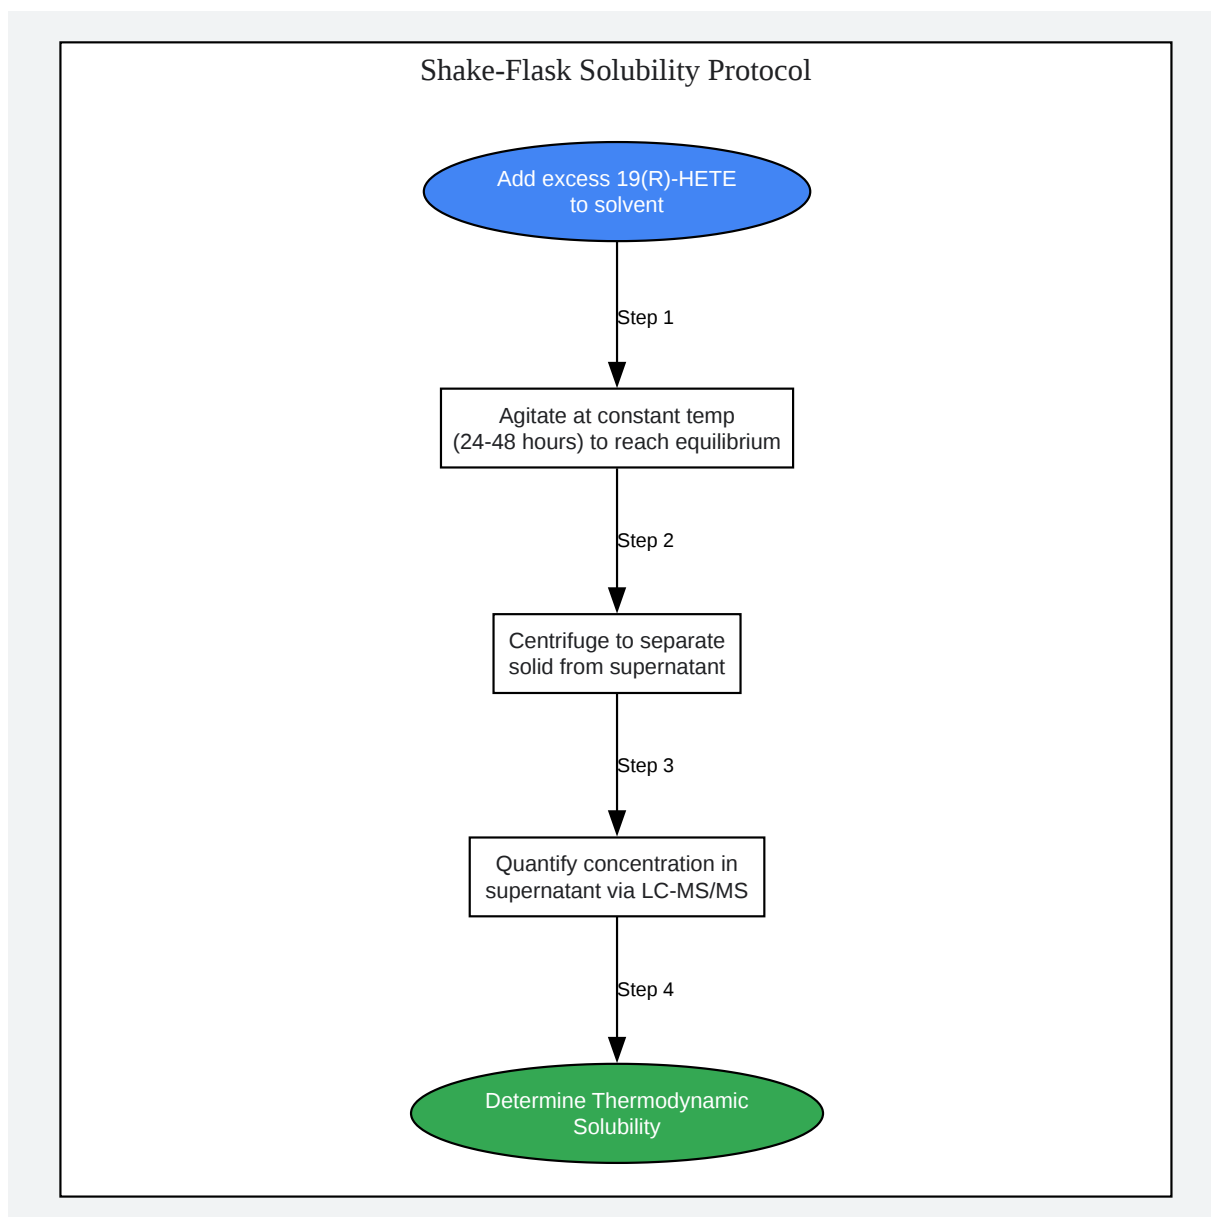 Shake-Flask Solubility Protocol
Add excess 19(R)-HETE
to solvent
Step 1
Agitate at constant temp
(24-48 hours) to reach equilibrium
Step 2
Centrifuge to separate
solid from supernatant
Step 3
Quantify concentration in
supernatant via LC-MS/MS
Step 4
Determine Thermodynamic
Solubility